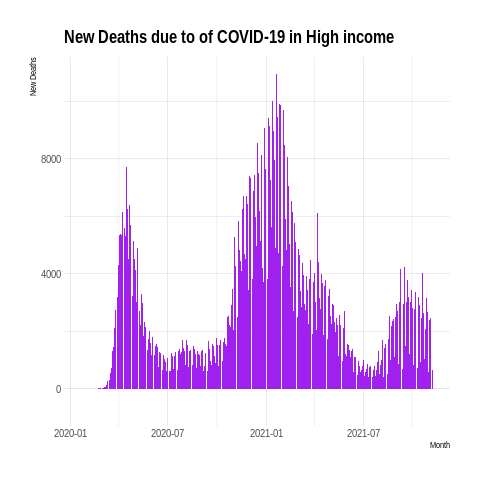 New Deaths due to of COVID-19 in High income
New Deaths
8000
4000
0
2020-01
2020-07
2021-01
2021-07
Month